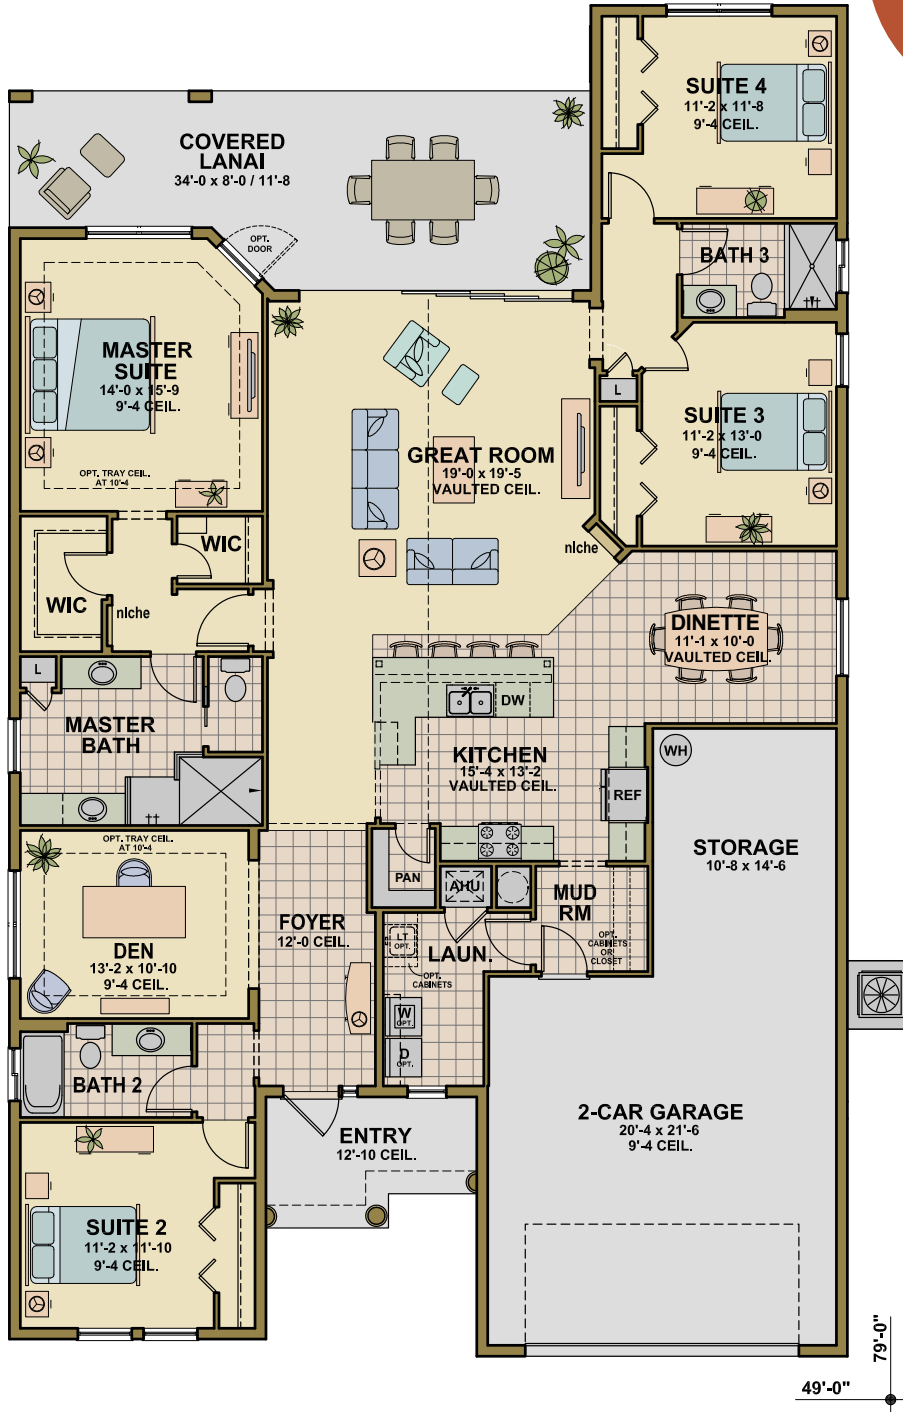 SUITE 4
11'-2 x 11'-8
9'-4 CEIL.
COVERED
LANAI
34'-0 x 8'-0 / 11'-8
OPT.
DOOR
BATH 3
MASTER
SUITE
14'-0 x 15'-9
9'-4 CEIL.
OPT. TRAY CEIL.
AT 10'-4
L
SUITE 3
11'-2 x 13'-0
9'-4 CEIL.
GREAT ROOM
19'-0 x 19'-5
VAULTED CEIL.
niche
WIC
WIC
niche
DINETTE
11'-1 x 10'-0
VAULTED CEIL.
L
MASTER
BATH
DW
KITCHEN
15'-4 x 13'-2
VAULTED CEIL.
REF
WH
STORAGE
10'-8 x 14'-6
OPT. TRAY CEIL.
AT 10'-4
PAN
AHU
MUD
RM
OPT.
CABINETS
OR
CLOSET
FOYER
12'-0 CEIL.
DEN
13'-2 x 10'-10
9'-4 CEIL.
LT
OPT.
LAUN.
OPT.
CABINETS
W
OPT.
D
OPT.
BATH 2
2-CAR GARAGE
20'-4 x 21'-6
9'-4 CEIL.
ENTRY
12'-10 CEIL.
SUITE 2
11'-2 x 11'-10
9'-4 CEIL.
79'-0"
49'-0"